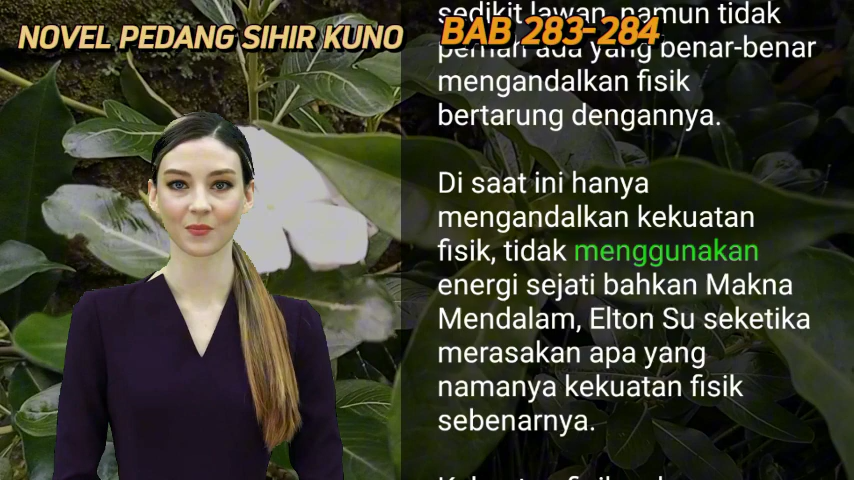 NOVEL PEDANG SIHIR KUNO
BAB 283-284
sedikit lawan, namun tidak
pernah ada yang benar-benar
mengandalkan fisik
bertarung dengannya.
Di saat ini hanya
mengandalkan kekuatan
fisik, tidak menggunakan
energi sejati bahkan Makna
Mendalam, Elton Su seketika
merasakan apa yang
namanya kekuatan fisik
sebenarnya.